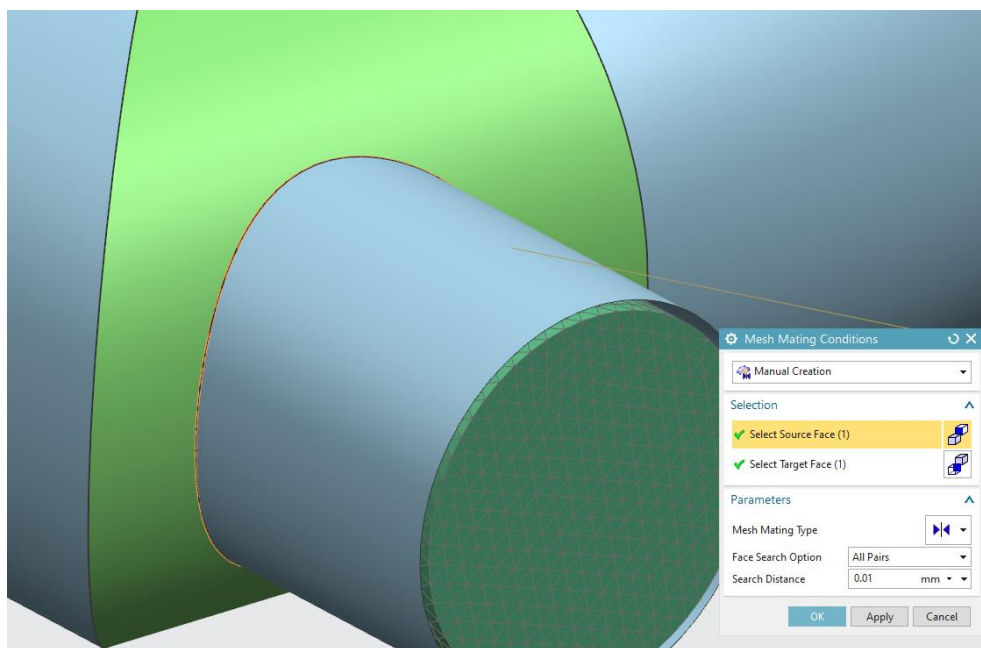 Mesh Mating Conditions
Manual Creation
Selection
Select Source Face (1)
Select Target Face (1)
Parameters
Mesh Mating Type
Face Search Option All Pairs
Search Distance 0.01 mm
OK Apply Cancel